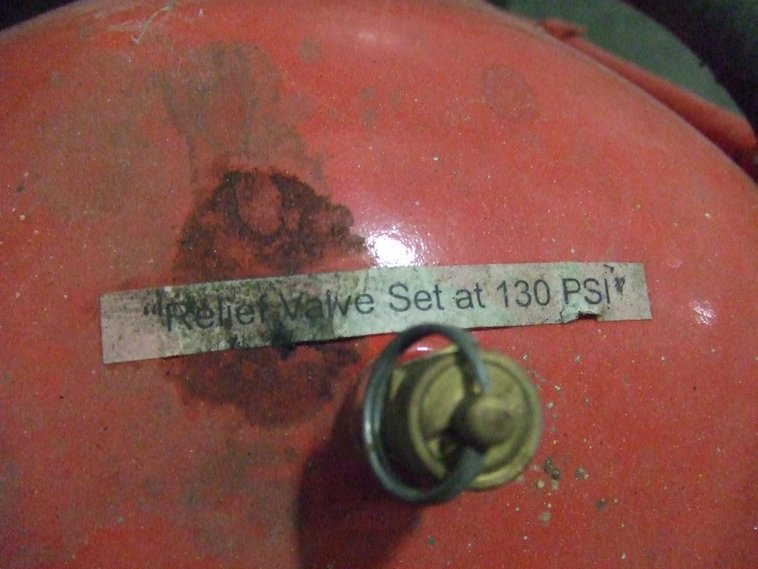 "Relief Valve Set at 130 PSI"